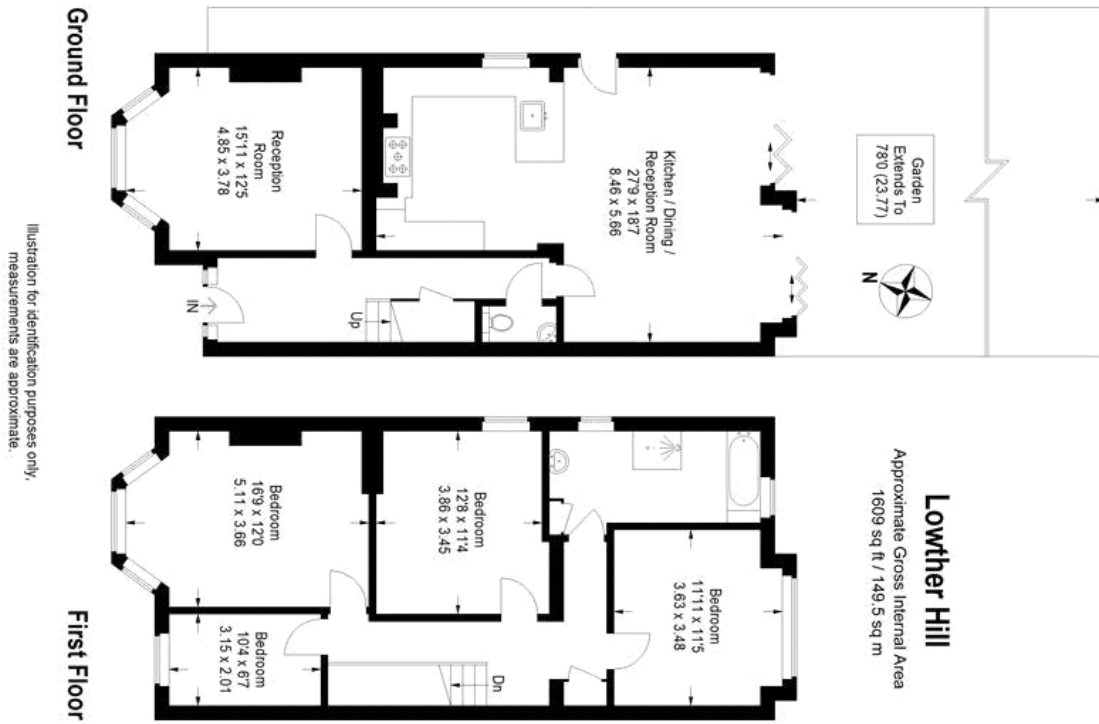 Lowther Hill
Approximate Gross Internal Area
1609 sq ft / 149.5 sq m
Garden
Extends To
78'0 (23.77)
N
Kitchen / Dining /
Reception Room
27'9 x 18'7
8.46 x 5.66
Reception
Room
15'11 x 12'5
4.85 x 3.78
Up
IN
Ground Floor
Bedroom
11'11 x 11'5
3.63 x 3.48
Bedroom
12'8 x 11'4
3.86 x 3.45
Bedroom
16'9 x 12'0
5.11 x 3.66
Bedroom
10'4 x 6'7
3.15 x 2.01
Dn
First Floor
Illustration for identification purposes only,
measurements are approximate.